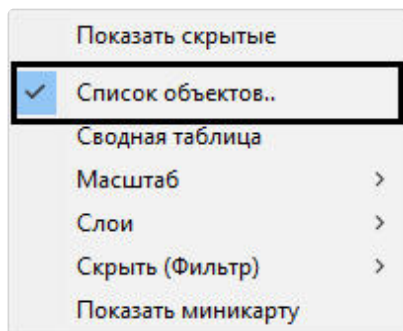 Показать скрытые
Список объектов..
Сводная таблица
Масштаб
Слои
Скрыть (Фильтр)
Показать миникарту